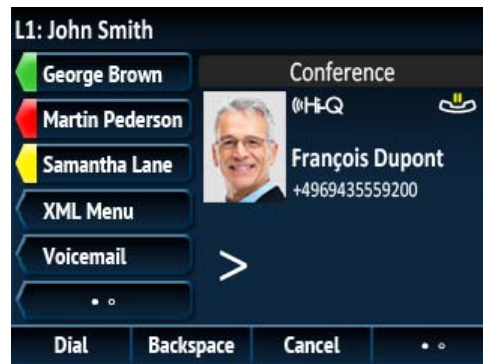 L1: John Smith
George Brown
Martin Pederson
Samantha Lane
XML Menu
Voicemail
Conference
Hi-Q
François Dupont
+4969435559200
>
Dial Backspace Cancel